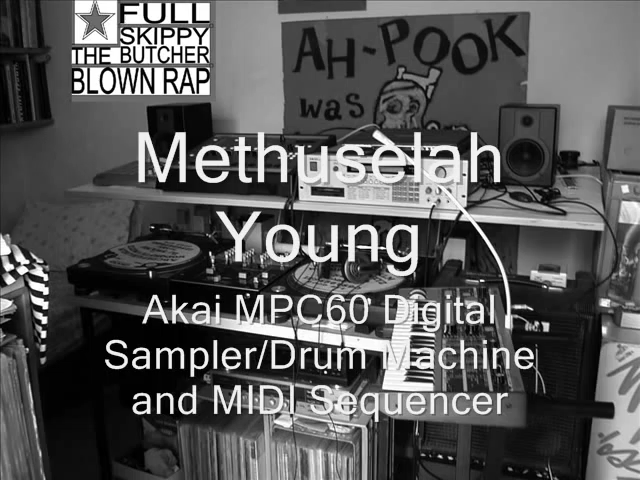 FULL
SKIPPY
THE BUTCHER
BLOWN RAP
AH-POOK
was
Methuselah
Young
Akai MPC60 Digital
Sampler/Drum Machine
and MIDI Sequencer